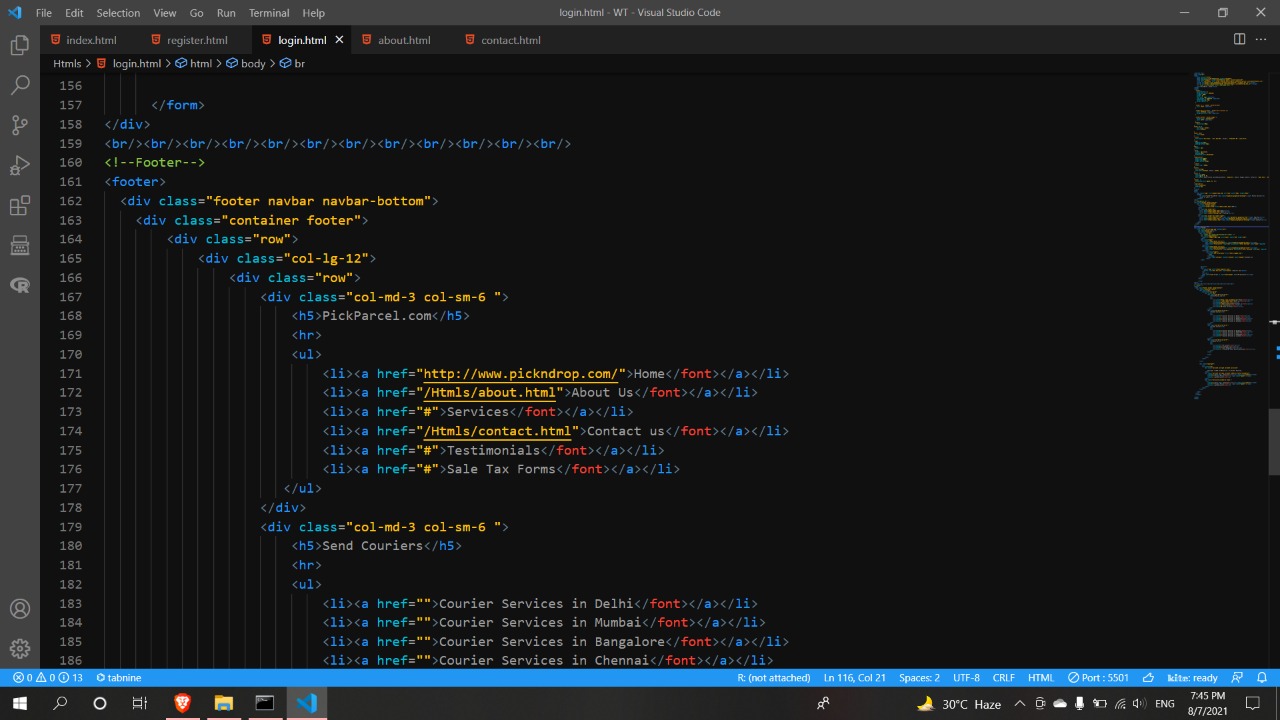 File Edit Selection View Go Run Terminal Help
login.html - WT - Visual Studio Code
index.html register.html login.html about.html contact.html
Htmls > login.html > html > body > br
156
157 </form>
158 </div>
159 <br/><br/><br/><br/><br/><br/><br/><br/><br/><br/><br/><br/>
160 <!--Footer-->
161 <footer>
162 <div class="footer navbar navbar-bottom">
163 <div class="container footer">
164 <div class="row">
165 <div class="col-lg-12">
166 <div class="row">
167 <div class="col-md-3 col-sm-6 ">
168 <h5>PickParcel.com</h5>
169 <hr>
170 <ul>
171 <li><a href="http://www.pickndrop.com/">Home</font></a></li>
172 <li><a href="/Htmls/about.html">About Us</font></a></li>
173 <li><a href="#">Services</font></a></li>
174 <li><a href="/Htmls/contact.html">Contact us</font></a></li>
175 <li><a href="#">Testimonials</font></a></li>
176 <li><a href="#">Sale Tax Forms</font></a></li>
177 </ul>
178 </div>
179 <div class="col-md-3 col-sm-6 ">
180 <h5>Send Couriers</h5>
181 <hr>
182 <ul>
183 <li><a href="">Courier Services in Delhi</font></a></li>
184 <li><a href="">Courier Services in Mumbai</font></a></li>
185 <li><a href="">Courier Services in Bangalore</font></a></li>
186 <li><a href="">Courier Services in Chennai</font></a></li>
0 0 13 tabnine R: (not attached) Ln 116, Col 21 Spaces: 2 UTF-8 CRLF HTML Port : 5501 kite: ready
30°C Haze ENG 7:45 PM
8/7/2021